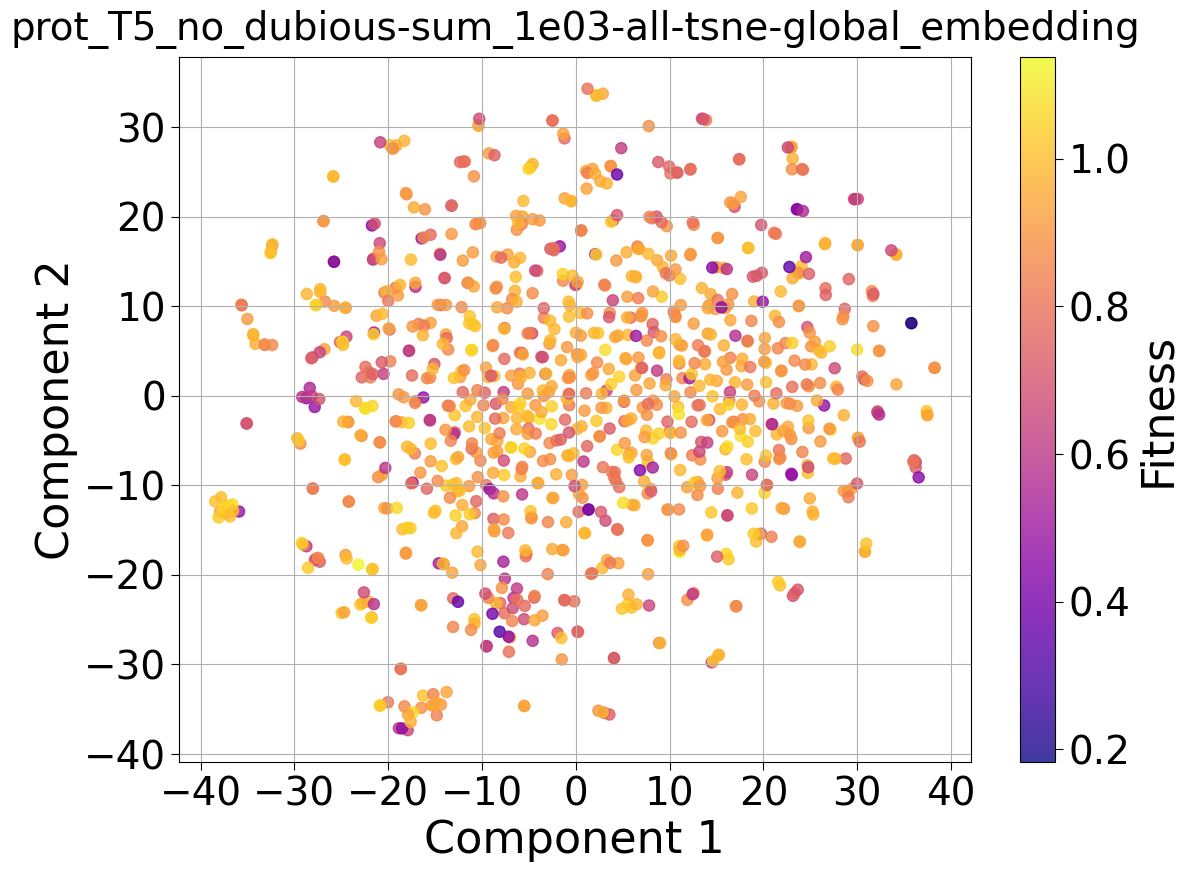 prot_T5_no_dubious-sum_1e03-all-tsne-global_embedding
30
20
10
0
−10
−20
−30
−40
Component 2
−40 −30 −20 −10 0 10 20 30 40
Component 1
1.0
0.8
0.6
0.4
0.2
Fitness